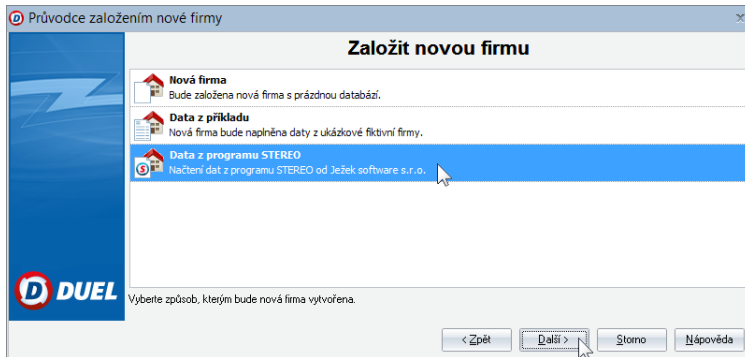 Průvodce založením nové firmy
Založit novou firmu
Nová firma
Bude založena nová firma s prázdnou databází.
Data z příkladu
Nová firma bude naplněna daty z ukázkové fiktivní firmy.
Data z programu STEREO
Načtení dat z programu STEREO od Ježek software s.r.o.
DUEL
Vyberte způsob, kterým bude nová firma vytvořena.
< Zpět
Další >
Storno
Nápověda